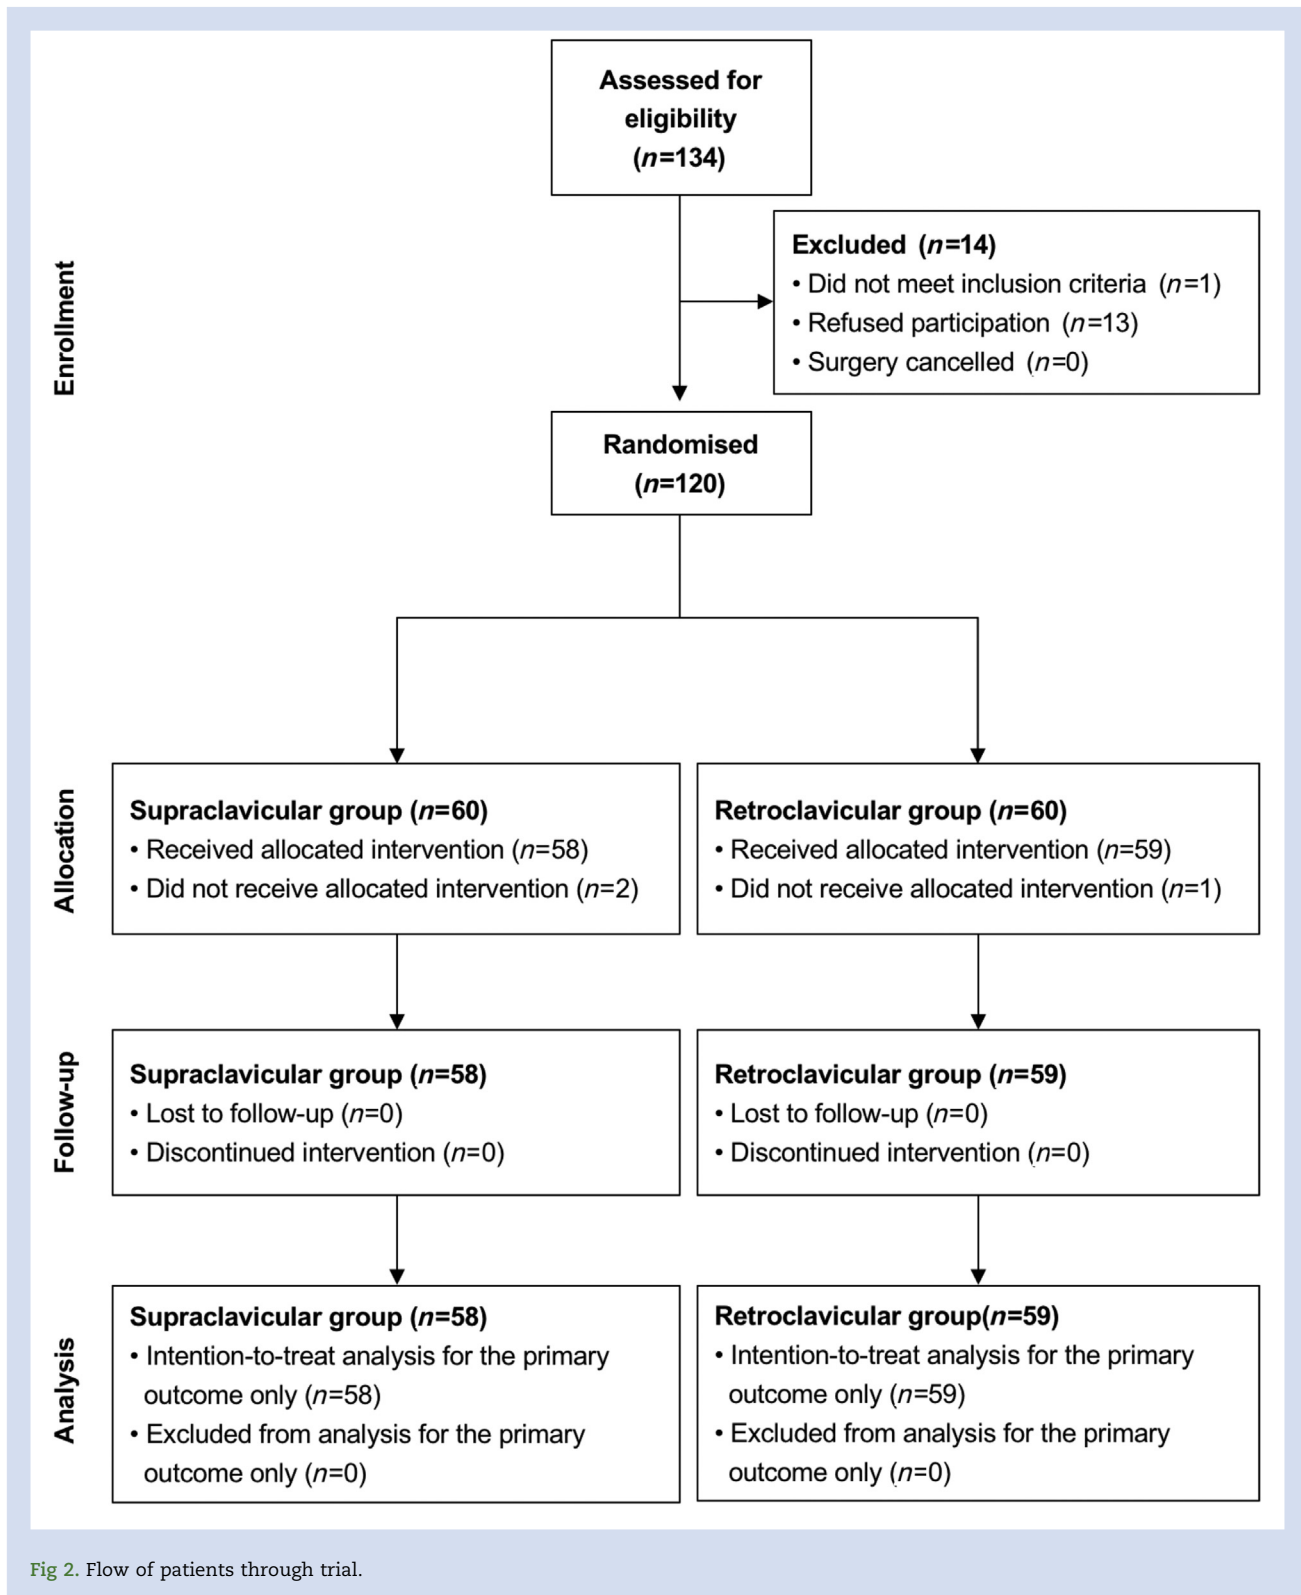 Assessed for
eligibility
(n=134)
Enrollment
Excluded (n=14)
• Did not meet inclusion criteria (n=1)
• Refused participation (n=13)
• Surgery cancelled (n=0)
Randomised
(n=120)
Allocation
Supraclavicular group (n=60)
• Received allocated intervention (n=58)
• Did not receive allocated intervention (n=2)
Retroclavicular group (n=60)
• Received allocated intervention (n=59)
• Did not receive allocated intervention (n=1)
Follow-up
Supraclavicular group (n=58)
• Lost to follow-up (n=0)
• Discontinued intervention (n=0)
Retroclavicular group (n=59)
• Lost to follow-up (n=0)
• Discontinued intervention (n=0)
Analysis
Supraclavicular group (n=58)
• Intention-to-treat analysis for the primary
outcome only (n=58)
• Excluded from analysis for the primary
outcome only (n=0)
Retroclavicular group(n=59)
• Intention-to-treat analysis for the primary
outcome only (n=59)
• Excluded from analysis for the primary
outcome only (n=0)
Fig 2. Flow of patients through trial.